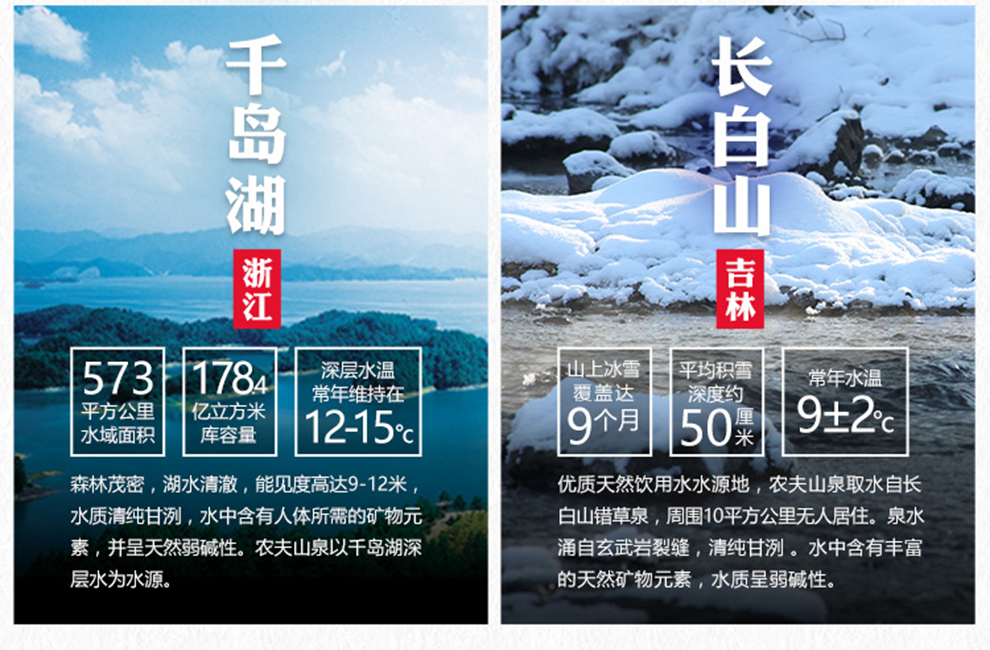 千岛湖
浙江
573
平方公里
水域面积
178.4
亿立方米
库容量
深层水温
常年维持在
12-15℃
森林茂密，湖水清澈，能见度高达9-12米，
水质清纯甘洌，水中含有人体所需的矿物元
素，并呈天然弱碱性。农夫山泉以千岛湖深
层水为水源。
长白山
吉林
山上冰雪
覆盖达
9个月
平均积雪
深度约
50厘米
常年水温
9±2℃
优质天然饮用水水源地，农夫山泉取水自长
白山错草泉，周围10平方公里无人居住。泉水
涌自玄武岩裂缝，清纯甘洌 。水中含有丰富
的天然矿物元素，水质呈弱碱性。